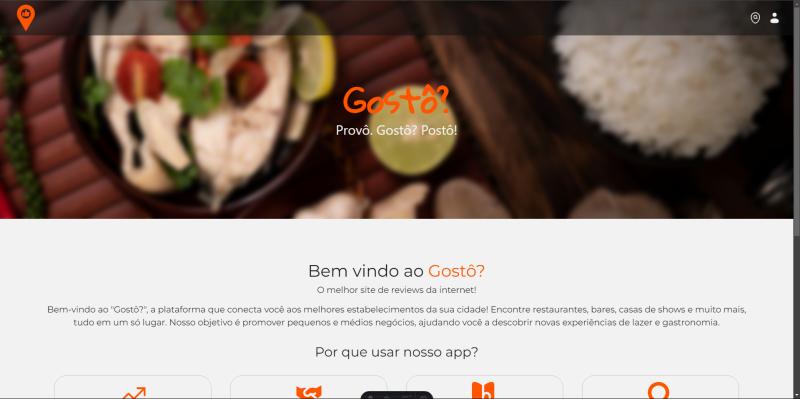 Gostô?
Provô. Gostô? Postô!
Bem vindo ao Gostô?
O melhor site de reviews da internet!
Bem-vindo ao "Gostô?", a plataforma que conecta você aos melhores estabelecimentos da sua cidade! Encontre restaurantes, bares, casas de shows e muito mais,
tudo em um só lugar. Nosso objetivo é promover pequenos e médios negócios, ajudando você a descobrir novas experiências de lazer e gastronomia.
Por que usar nosso app?